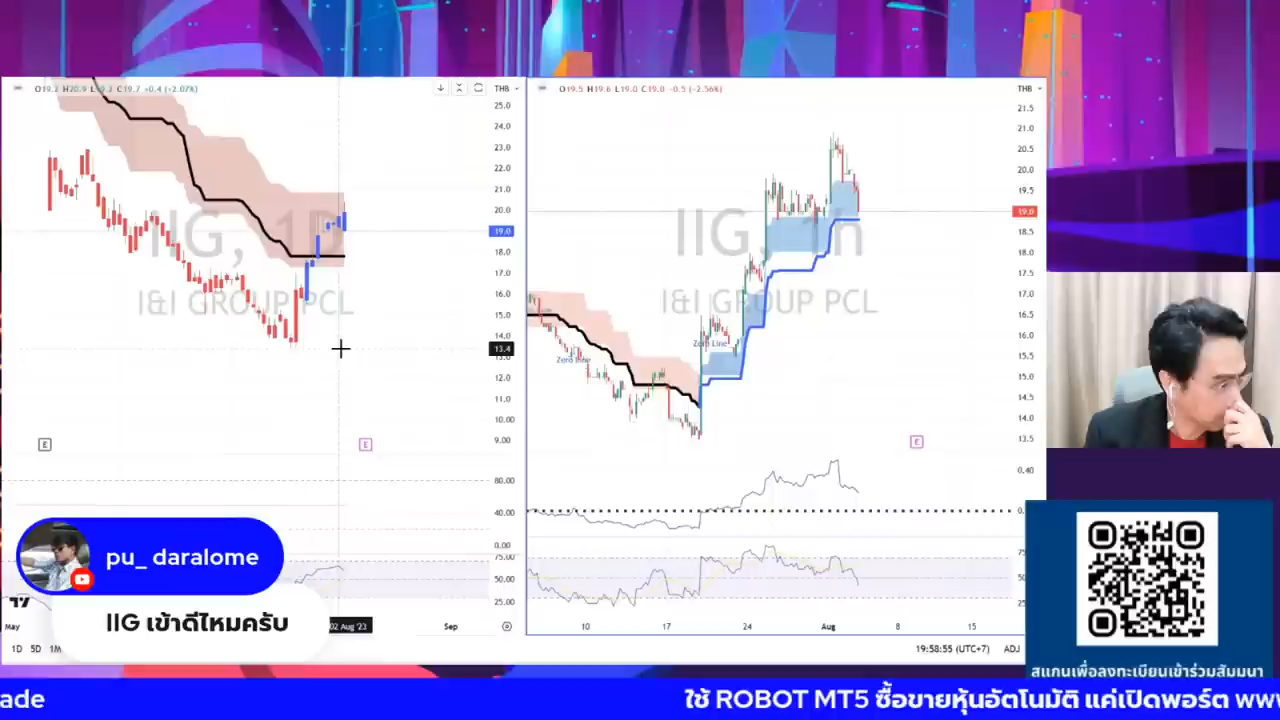 O19.2 H20.9 L19.2 C19.7 +0.4 (+2.07%)
THB
O19.5 H19.6 L19.0 C19.0 -0.5 (-2.56%)
THB
IIG, 1D
I&I GROUP PCL
IIG, 1h
I&I GROUP PCL
25.0
24.0
23.0
22.0
21.0
20.0
19.0
18.0
17.0
16.0
15.0
14.0
13.4
13.0
12.0
11.0
10.00
9.00
80.00
40.00
0.00
75.00
50.00
25.00
21.5
21.0
20.5
20.0
19.5
19.0
18.5
18.0
17.5
17.0
16.5
16.0
15.5
15.0
14.5
14.0
13.5
0.40
Zero Line
Zero Line
E
E
E
May
02 Aug '23
Sep
10
17
24
Aug
8
15
1D 5D 1M
19:58:55 (UTC+7)
ADJ
pu_ daralome
IIG เข้าดีไหมครับ
สแกนเพื่อลงทะเบียนเข้าร่วมสัมมนา
ade
ใช้ ROBOT MT5 ซื้อขายหุ้นอัตโนมัติ แค่เปิดพอร์ต www